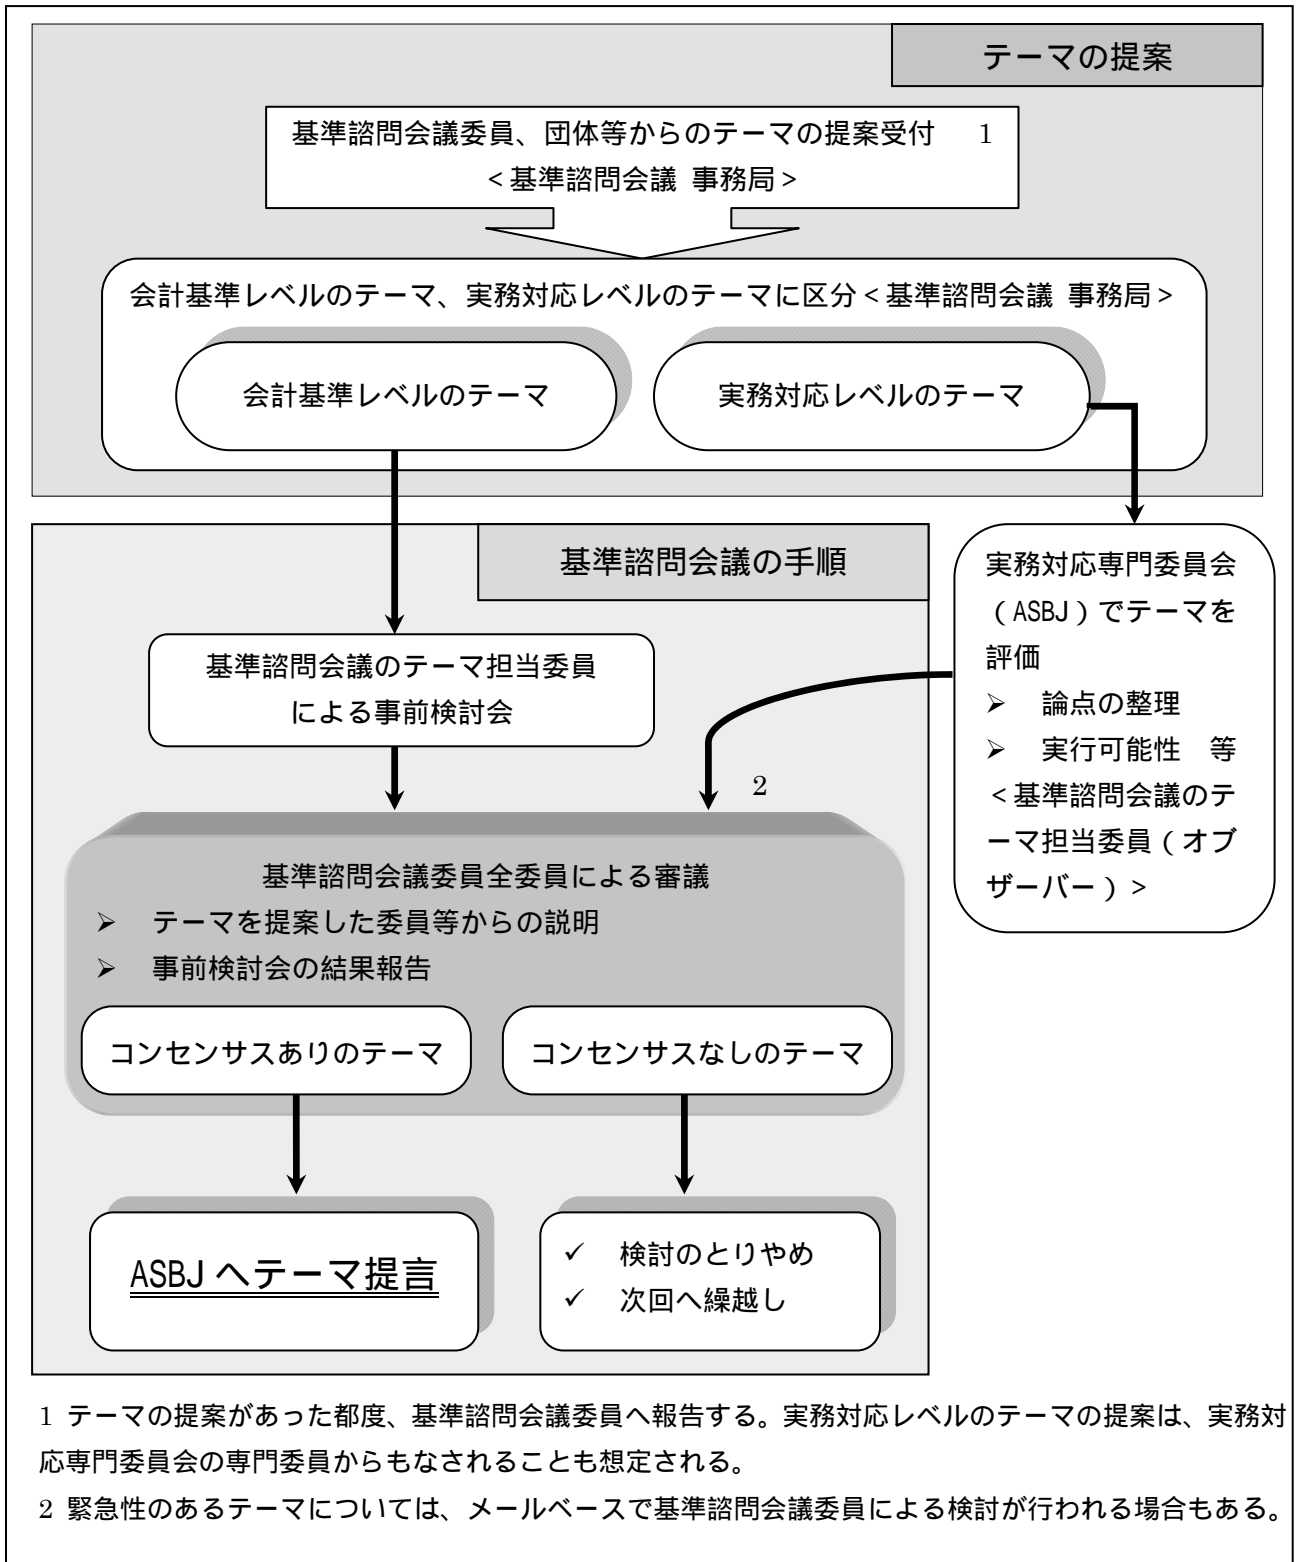 テーマの提案
基準諮問会議委員、団体等からのテーマの提案受付　1
<基準諮問会議 事務局>
会計基準レベルのテーマ、実務対応レベルのテーマに区分<基準諮問会議 事務局>
会計基準レベルのテーマ
実務対応レベルのテーマ
基準諮問会議の手順
実務対応専門委員会
（ASBJ）でテーマを
評価
➢ 論点の整理
➢ 実行可能性　等
<基準諮問会議のテ
ーマ担当委員（オブ
ザーバー）>
基準諮問会議のテーマ担当委員
による事前検討会
2
基準諮問会議委員全委員による審議
➢ テーマを提案した委員等からの説明
➢ 事前検討会の結果報告
コンセンサスありのテーマ
コンセンサスなしのテーマ
ASBJ へテーマ提言
✓ 検討のとりやめ
✓ 次回へ繰越し
1 テーマの提案があった都度、基準諮問会議委員へ報告する。実務対応レベルのテーマの提案は、実務対
応専門委員会の専門委員からもなされることも想定される。
2 緊急性のあるテーマについては、メールベースで基準諮問会議委員による検討が行われる場合もある。